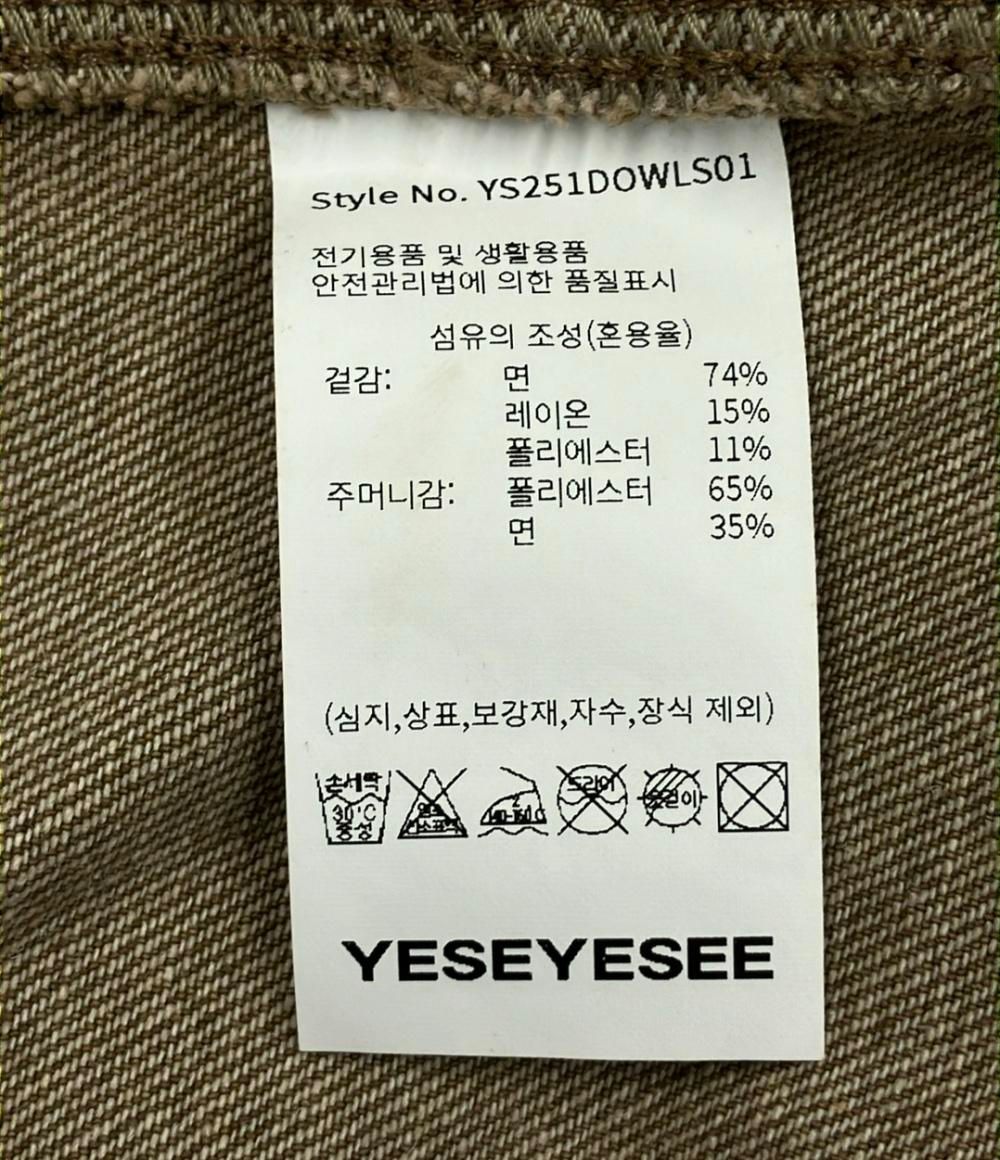 Style No. YS251DOWLS01
전기용품 및 생활용품
안전관리법에 의한 품질표시
섬유의 조성(혼용율)
겉감: 면 74%
레이온 15%
폴리에스터 11%
주머니감: 폴리에스터 65%
면 35%
(심지,상표,보강재,자수,장식 제외)
손세탁 30°C 중성
드라이
YESEYESEE